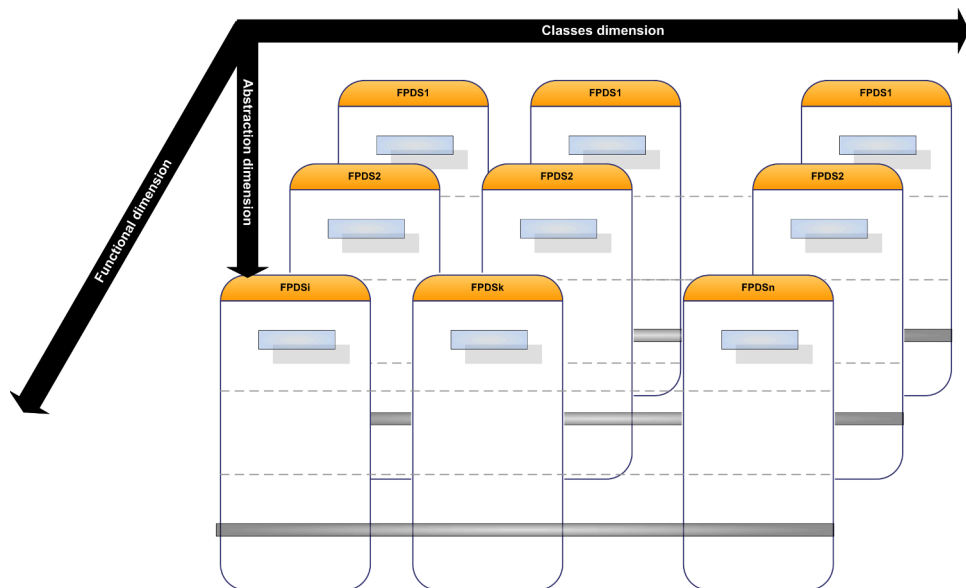 Classes dimension
Abstraction dimension
Functional dimension
FPDS1
FPDS1
FPDS1
FPDS2
FPDS2
FPDS2
FPDSi
FPDSk
FPDSn